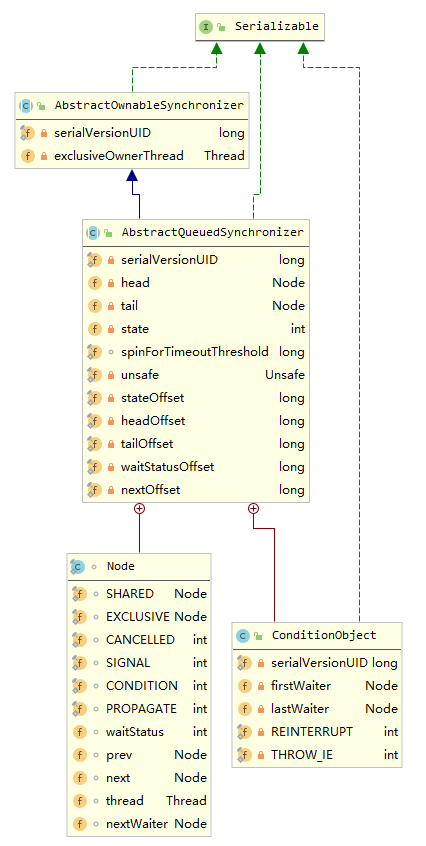 Serializable
AbstractOwnableSynchronizer
serialVersionUID long
exclusiveOwnerThread Thread
AbstractQueuedSynchronizer
serialVersionUID long
head Node
tail Node
state int
spinForTimeoutThreshold long
unsafe Unsafe
stateOffset long
headOffset long
tailOffset long
waitStatusOffset long
nextOffset long
Node
SHARED Node
EXCLUSIVE Node
CANCELLED int
SIGNAL int
CONDITION int
PROPAGATE int
waitStatus int
prev Node
next Node
thread Thread
nextWaiter Node
ConditionObject
serialVersionUID long
firstWaiter Node
lastWaiter Node
REINTERRUPT int
THROW_IE int